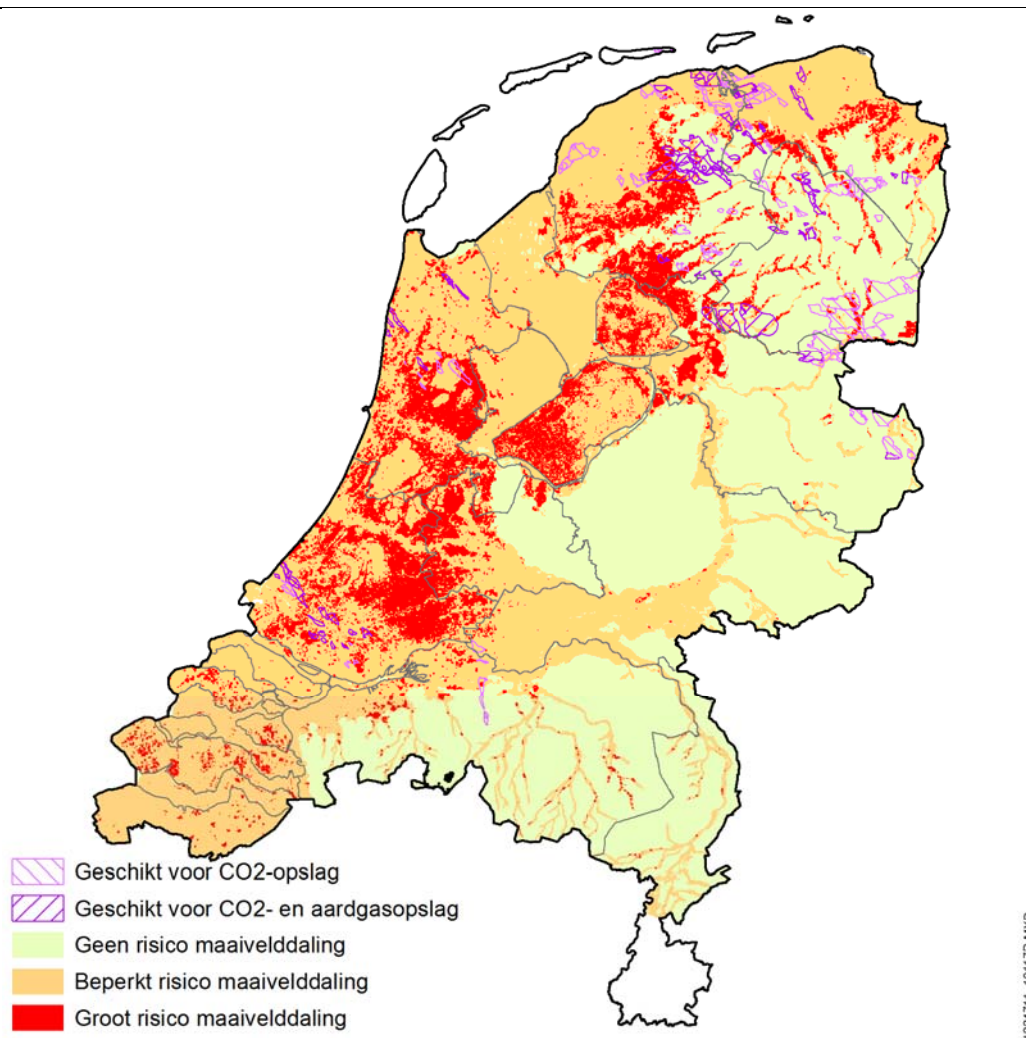 Geschikt voor CO2-opslag
Geschikt voor CO2- en aardgasopslag
Geen risico maaivelddaling
Beperkt risico maaivelddaling
Groot risico maaivelddaling